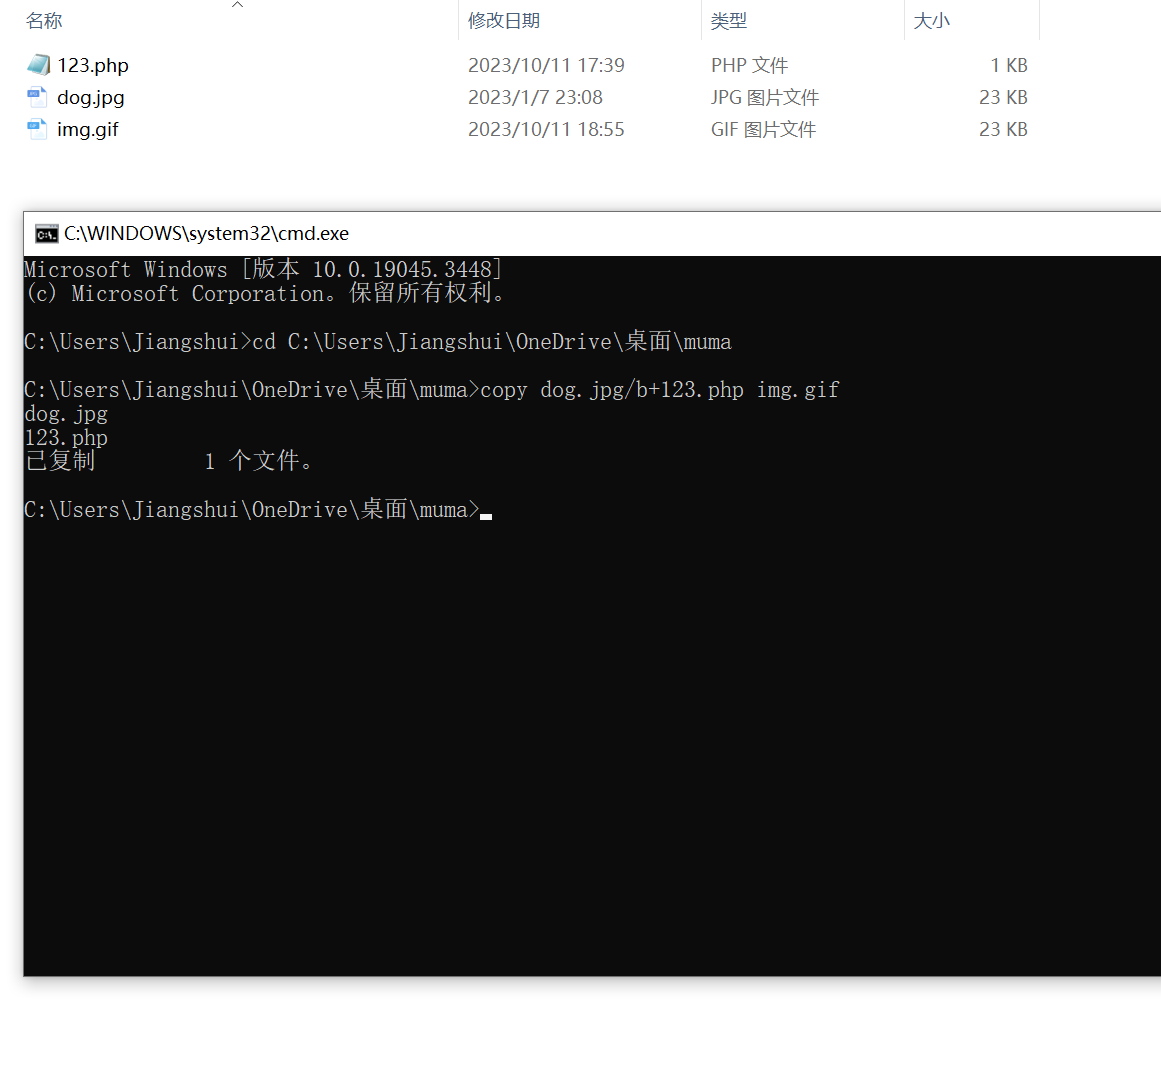 名称 修改日期 类型 大小
123.php 2023/10/11 17:39 PHP 文件 1 KB
dog.jpg 2023/1/7 23:08 JPG 图片文件 23 KB
img.gif 2023/10/11 18:55 GIF 图片文件 23 KB
C:\WINDOWS\system32\cmd.exe
Microsoft Windows [版本 10.0.19045.3448]
(c) Microsoft Corporation。保留所有权利。
C:\Users\Jiangshui>cd C:\Users\Jiangshui\OneDrive\桌面\muma
C:\Users\Jiangshui\OneDrive\桌面\muma>copy dog.jpg/b+123.php img.gif
dog.jpg
123.php
已复制         1 个文件。
C:\Users\Jiangshui\OneDrive\桌面\muma>